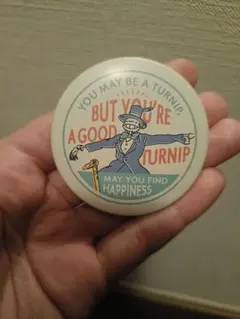 YOU MAY BE A TURNIP,
BUT YOU'RE
A GOOD
TURNIP
MAY YOU FIND
HAPPINESS